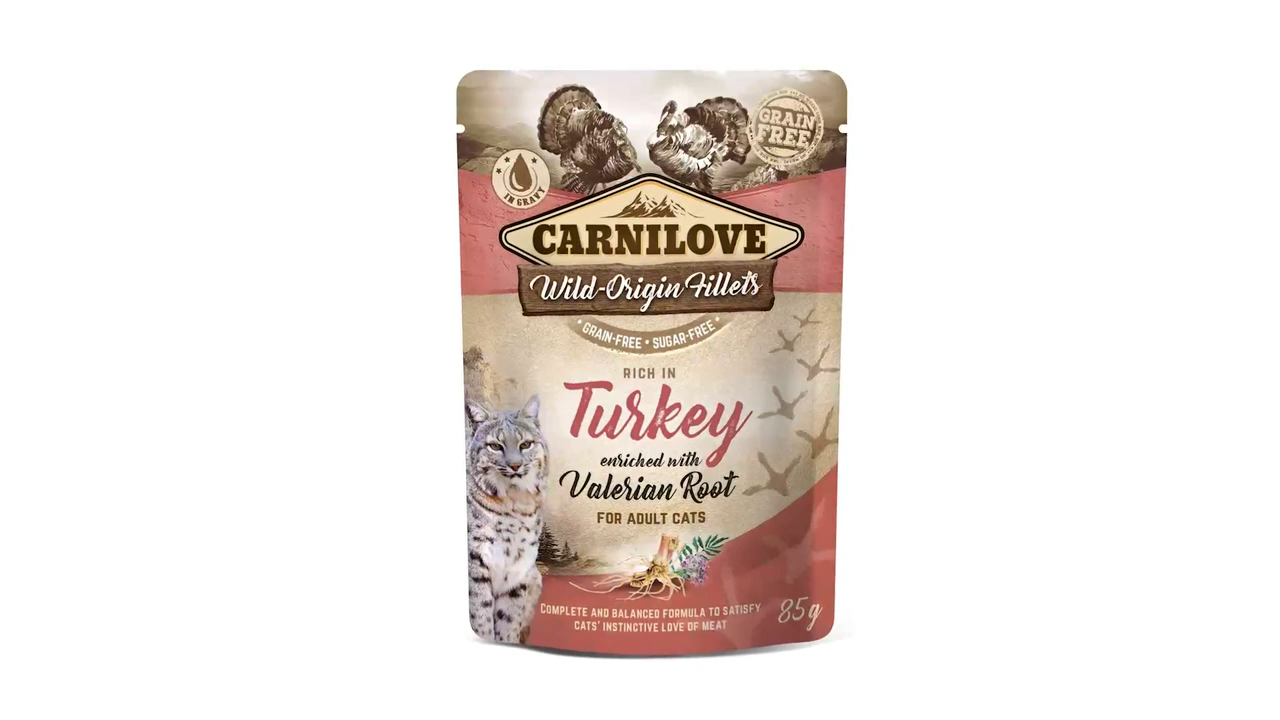 GRAIN
FREE
IN GRAVY
CARNILOVE
Wild-Origin Fillets
• GRAIN-FREE • SUGAR-FREE •
RICH IN
Turkey
enriched with
Valerian Root
FOR ADULT CATS
COMPLETE AND BALANCED FORMULA TO SATISFY
CATS' INSTINCTIVE LOVE OF MEAT
85g